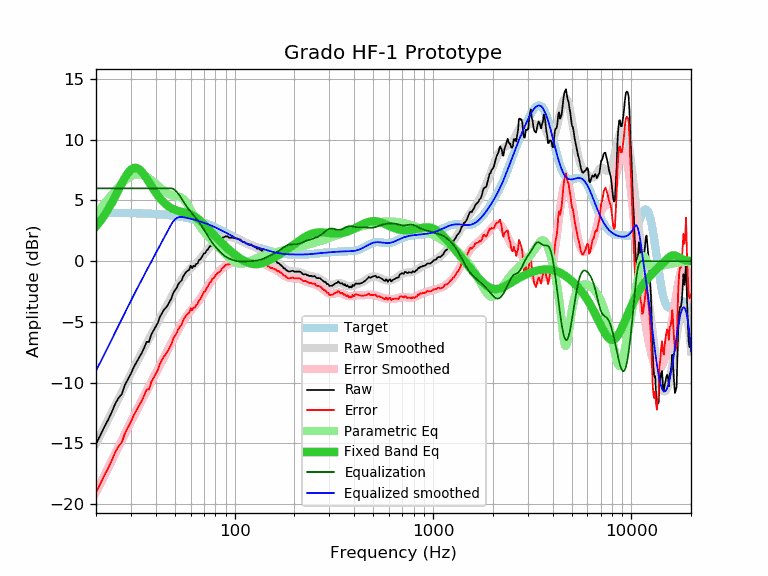 Grado HF-1 Prototype
15
10
5
0
−5
−10
−15
−20
Amplitude (dBr)
Target
Raw Smoothed
Error Smoothed
Raw
Error
Parametric Eq
Fixed Band Eq
Equalization
Equalized smoothed
100
1000
10000
Frequency (Hz)